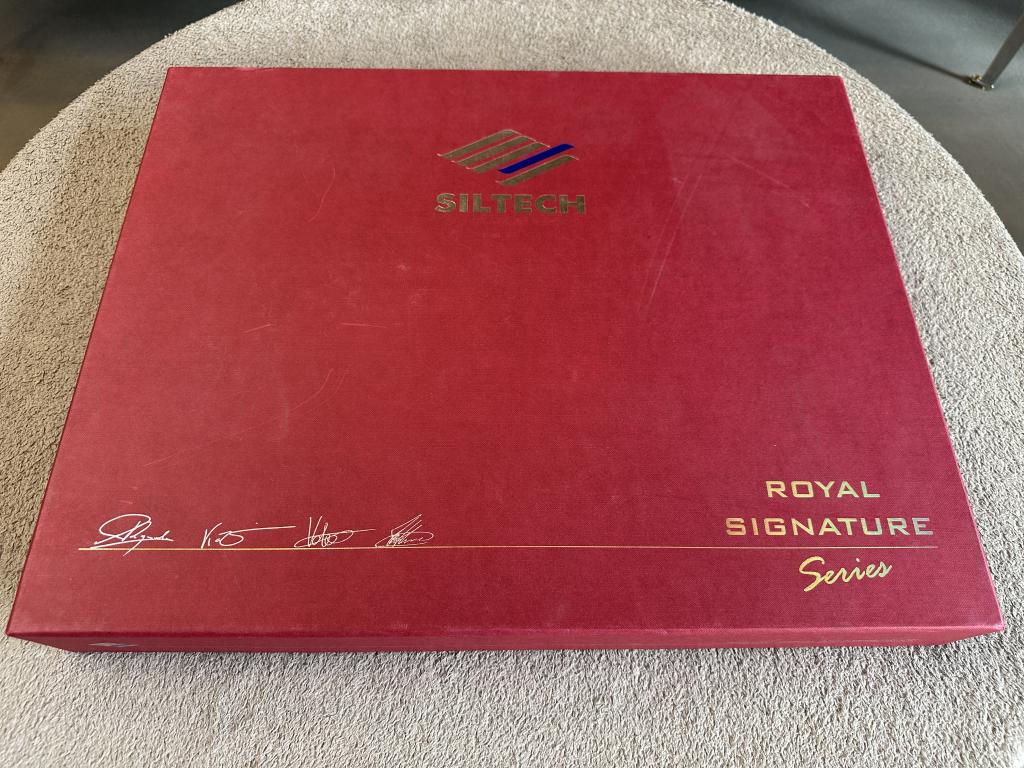 SILTECH
ROYAL
SIGNATURE
Series